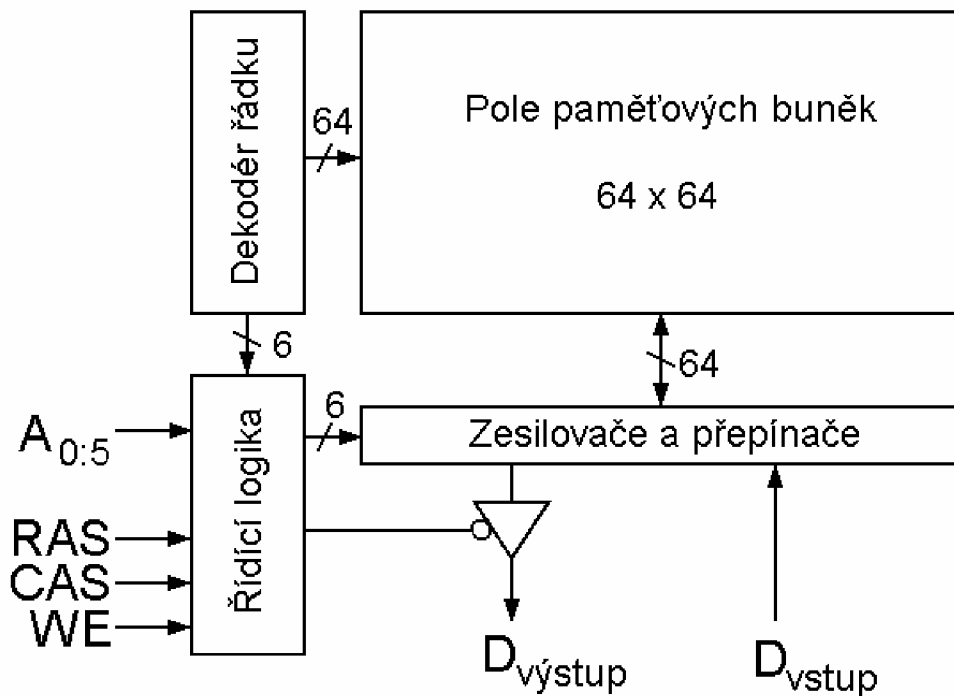 Dekodér řádku
64
Pole paměťových buněk
64 x 64
6
64
A0:5
RAS
CAS
WE
Řídící logika
6
Zesilovače a přepínače
Dvýstup
Dvstup